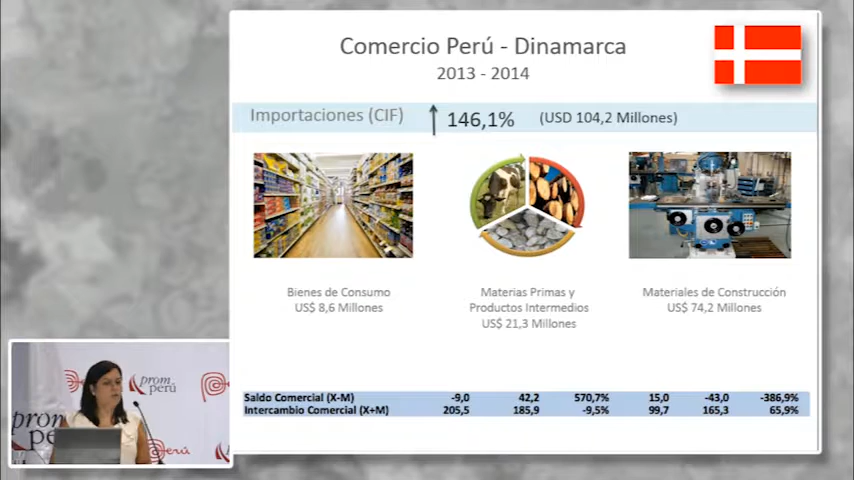 Comercio Perú - Dinamarca
2013 - 2014
Importaciones (CIF)
146,1%
(USD 104,2 Millones)
Bienes de Consumo
US$ 8,6 Millones
Materias Primas y
Productos Intermedios
US$ 21,3 Millones
Materiales de Construcción
US$ 74,2 Millones
Saldo Comercial (X-M) -9,0 42,2 570,7% 15,0 -43,0 -386,9%
Intercambio Comercial (X+M) 205,5 185,9 -9,5% 99,7 165,3 65,9%
prom
perú
prom
pe
erú